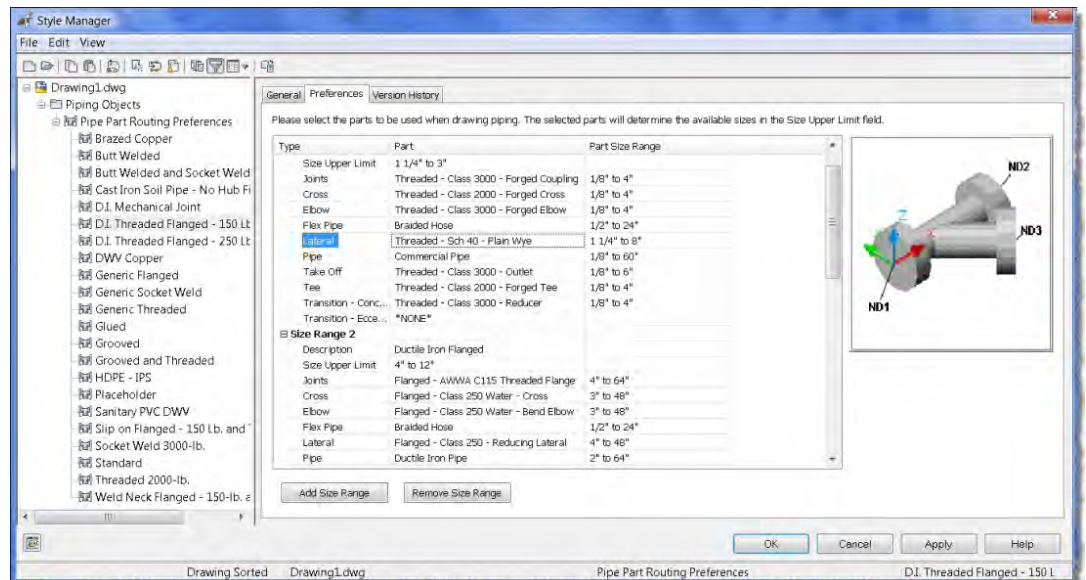 Style Manager
File Edit View
Drawing1.dwg
Piping Objects
Pipe Part Routing Preferences
Brazed Copper
Butt Welded
Butt Welded and Socket Weld
Cast Iron Soil Pipe - No Hub Fi
D.I. Mechanical Joint
D.I. Threaded Flanged - 150 Lb
D.I. Threaded Flanged - 250 Lb
DWV Copper
Generic Flanged
Generic Socket Weld
Generic Threaded
Glued
Grooved
Grooved and Threaded
HDPE - IPS
Placeholder
Sanitary PVC DWV
Slip on Flanged - 150 Lb. and
Socket Weld 3000-lb.
Standard
Threaded 2000-lb.
Weld Neck Flanged - 150-lb. a
General Preferences Version History
Please select the parts to be used when drawing piping. The selected parts will determine the available sizes in the Size Upper Limit field.
Type Part Part Size Range
Size Upper Limit 1 1/4" to 3"
Joints Threaded - Class 3000 - Forged Coupling 1/8" to 4"
Cross Threaded - Class 2000 - Forged Cross 1/8" to 4"
Elbow Threaded - Class 3000 - Forged Elbow 1/8" to 4"
Flex Pipe Braided Hose 1/2" to 24"
Lateral Threaded - Sch 40 - Plain Wye 1 1/4" to 8"
Pipe Commercial Pipe 1/8" to 60"
Take Off Threaded - Class 3000 - Outlet 1/8" to 6"
Tee Threaded - Class 2000 - Forged Tee 1/8" to 4"
Transition - Conc,... Threaded - Class 3000 - Reducer 1/8" to 4"
Transition - Ecce... *NONE*
Size Range 2
Description Ductile Iron Flanged
Size Upper Limit 4" to 12"
Joints Flanged - AWWA C115 Threaded Flange 4" to 64"
Cross Flanged - Class 250 Water - Cross 3" to 48"
Elbow Flanged - Class 250 Water - Bend Elbow 3" to 48"
Flex Pipe Braided Hose 1/2" to 24"
Lateral Flanged - Class 250 - Reducing Lateral 4" to 48"
Pipe Ductile Iron Pipe 2" to 64"
ND2
Z
X
ND3
ND1
Add Size Range Remove Size Range
OK Cancel Apply Help
Drawing Sorted Drawing1.dwg Pipe Part Routing Preferences D.I. Threaded Flanged - 150 L